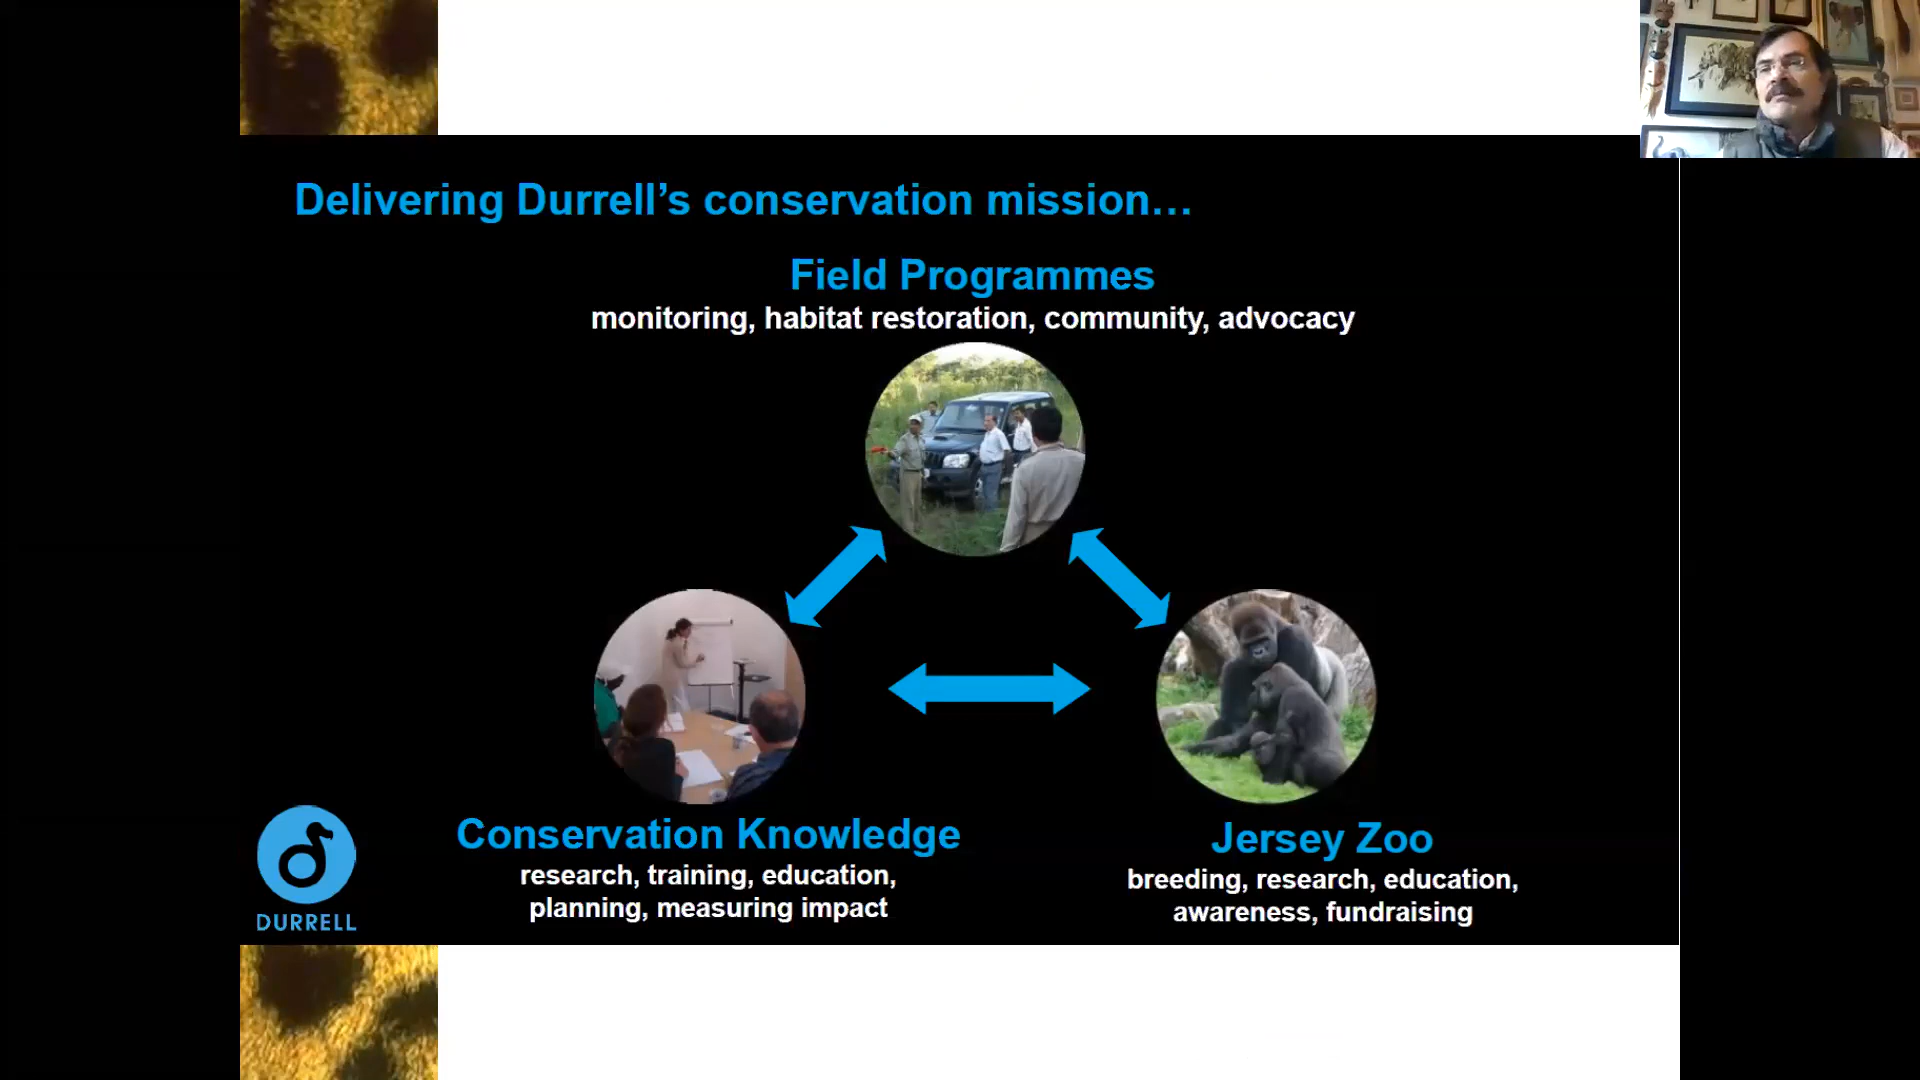 Delivering Durrell’s conservation mission…
Field Programmes
monitoring, habitat restoration, community, advocacy
Conservation Knowledge
research, training, education,
planning, measuring impact
Jersey Zoo
breeding, research, education,
awareness, fundraising
DURRELL